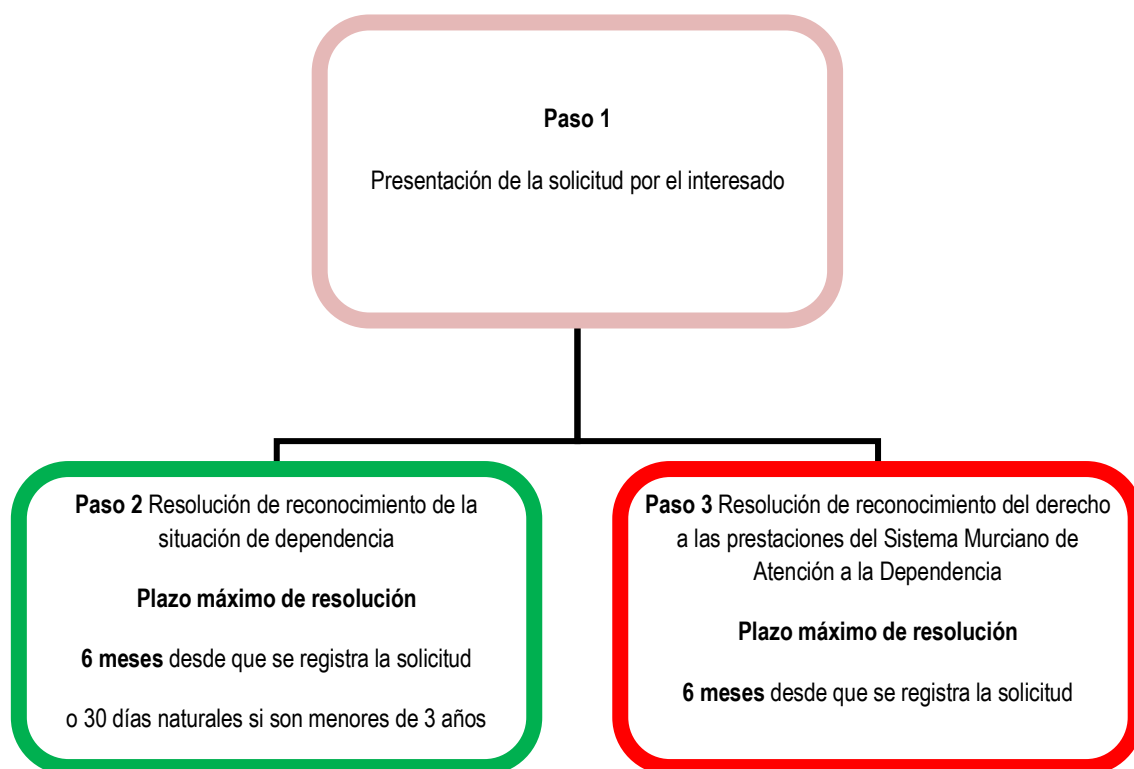 Paso 1
Presentación de la solicitud por el interesado
Paso 2 Resolución de reconocimiento de la
situación de dependencia
Plazo máximo de resolución
6 meses desde que se registra la solicitud
o 30 días naturales si son menores de 3 años
Paso 3 Resolución de reconocimiento del derecho
a las prestaciones del Sistema Murciano de
Atención a la Dependencia
Plazo máximo de resolución
6 meses desde que se registra la solicitud